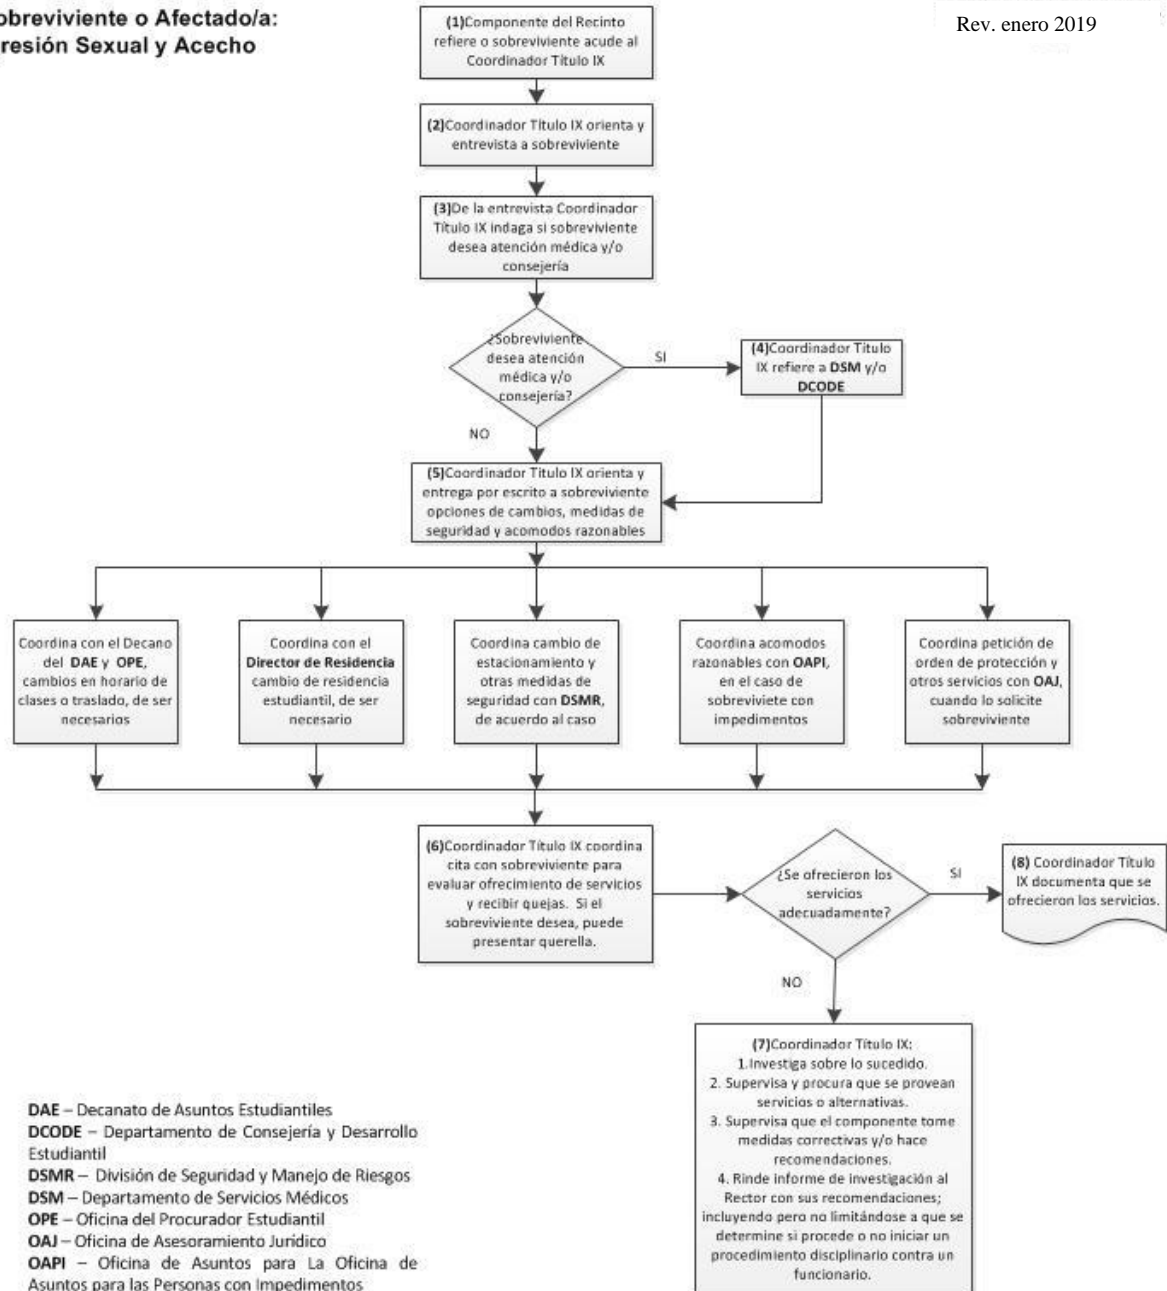 obreviviente o Afectado/a:
resión Sexual y Acecho
Rev. enero 2019
(1)Componente del Recinto
refiere o sobreviviente acude al
Coordinador Título IX
(2)Coordinador Título IX orienta y
entrevista a sobreviviente
(3)De la entrevista Coordinador
Título IX indaga si sobreviviente
desea atención médica y/o
consejería
¿Sobreviviente
desea atención
médica y/o
consejería?
SI
(4)Coordinador Título
IX refiere a DSM y/o
DCODE
NO
(5)Coordinador Título IX orienta y
entrega por escrito a sobreviviente
opciones de cambios, medidas de
seguridad y acomodos razonables
Coordina con el Decano
del DAE y OPE,
cambios en horario de
clases o traslado, de ser
necesarios
Coordina con el
Director de Residencia
cambio de residencia
estudiantil, de ser
necesario
Coordina cambio de
estacionamiento y
otras medidas de
seguridad con DSMR,
de acuerdo al caso
Coordina acomodos
razonables con OAPI,
en el caso de
sobreviviete con
impedimentos
Coordina petición de
orden de protección y
otros servicios con OAJ,
cuando lo solicite
sobreviviente
(6)Coordinador Título IX coordina
cita con sobreviviente para
evaluar ofrecimiento de servicios
y recibir quejas. Si el
sobreviviente desea, puede
presentar querella.
¿Se ofrecieron los
servicios
adecuadamente?
SI
(8) Coordinador Título
IX documenta que se
ofrecieron los servicios.
NO
(7)Coordinador Título IX:
1.Investiga sobre lo sucedido.
2. Supervisa y procura que se provean
servicios o alternativas.
3. Supervisa que el componente tome
medidas correctivas y/o hace
recomendaciones.
4. Rinde informe de investigación al
Rector con sus recomendaciones;
incluyendo pero no limitándose a que se
determine si procede o no iniciar un
procedimiento disciplinario contra un
funcionario.
DAE – Decanato de Asuntos Estudiantiles
DCODE – Departamento de Consejería y Desarrollo
Estudiantil
DSMR – División de Seguridad y Manejo de Riesgos
DSM – Departamento de Servicios Médicos
OPE – Oficina del Procurador Estudiantil
OAJ – Oficina de Asesoramiento Jurídico
OAPI – Oficina de Asuntos para La Oficina de
Asuntos para las Personas con Impedimentos